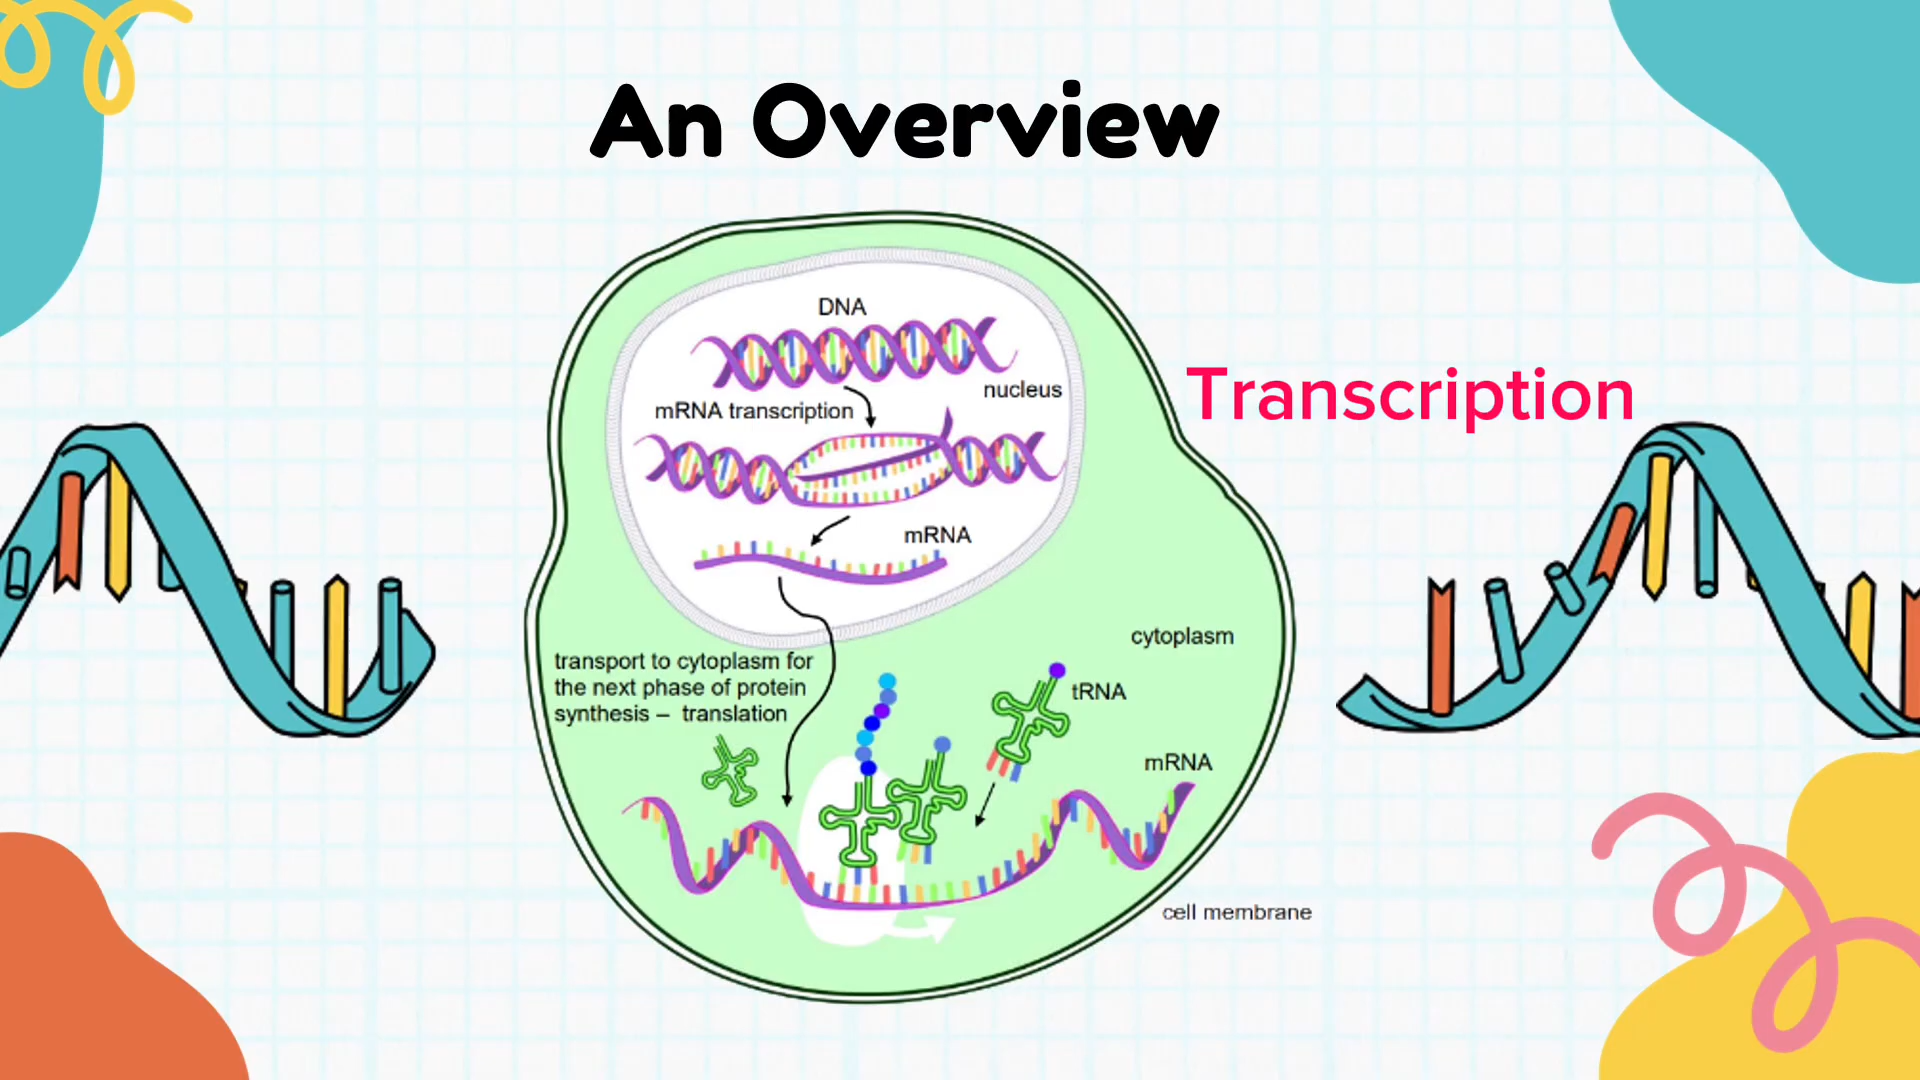 An Overview
DNA
nucleus
Transcription
mRNA transcription
mRNA
cytoplasm
transport to cytoplasm for
the next phase of protein
synthesis – translation
tRNA
mRNA
cell membrane